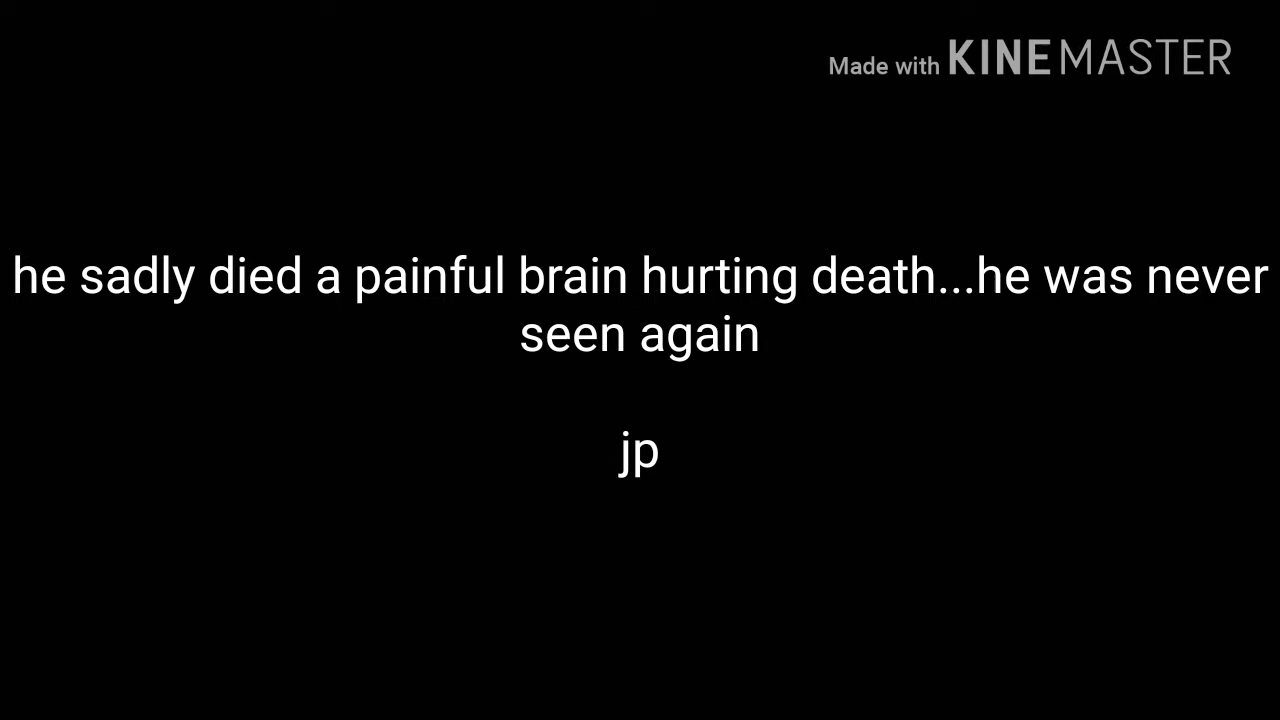 Made with KINEMASTER
he sadly died a painful brain hurting death...he was never
seen again
jp